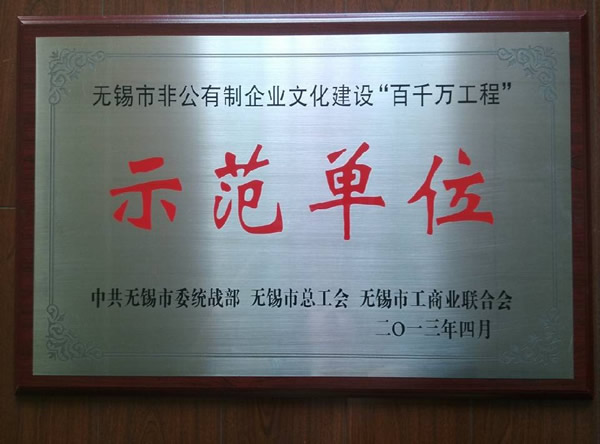 无锡市非公有制企业文化建设“百千万工程”
示范单位
中共无锡市委统战部 无锡市总工会 无锡市工商业联合会
二〇一三年四月